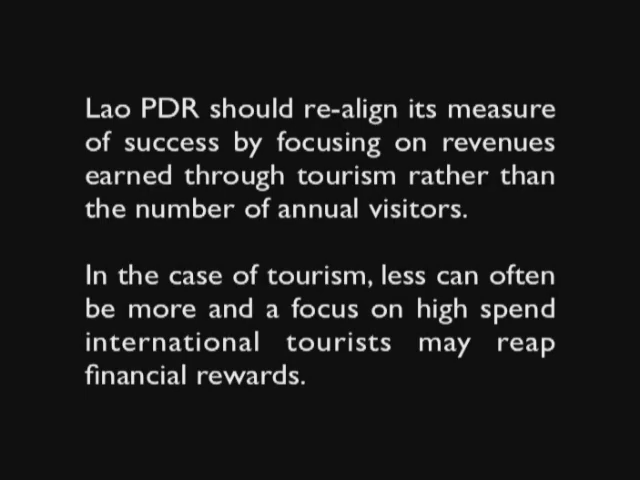 Lao PDR should re-align its measure
of success by focusing on revenues
earned through tourism rather than
the number of annual visitors.
In the case of tourism, less can often
be more and a focus on high spend
international tourists may reap
financial rewards.